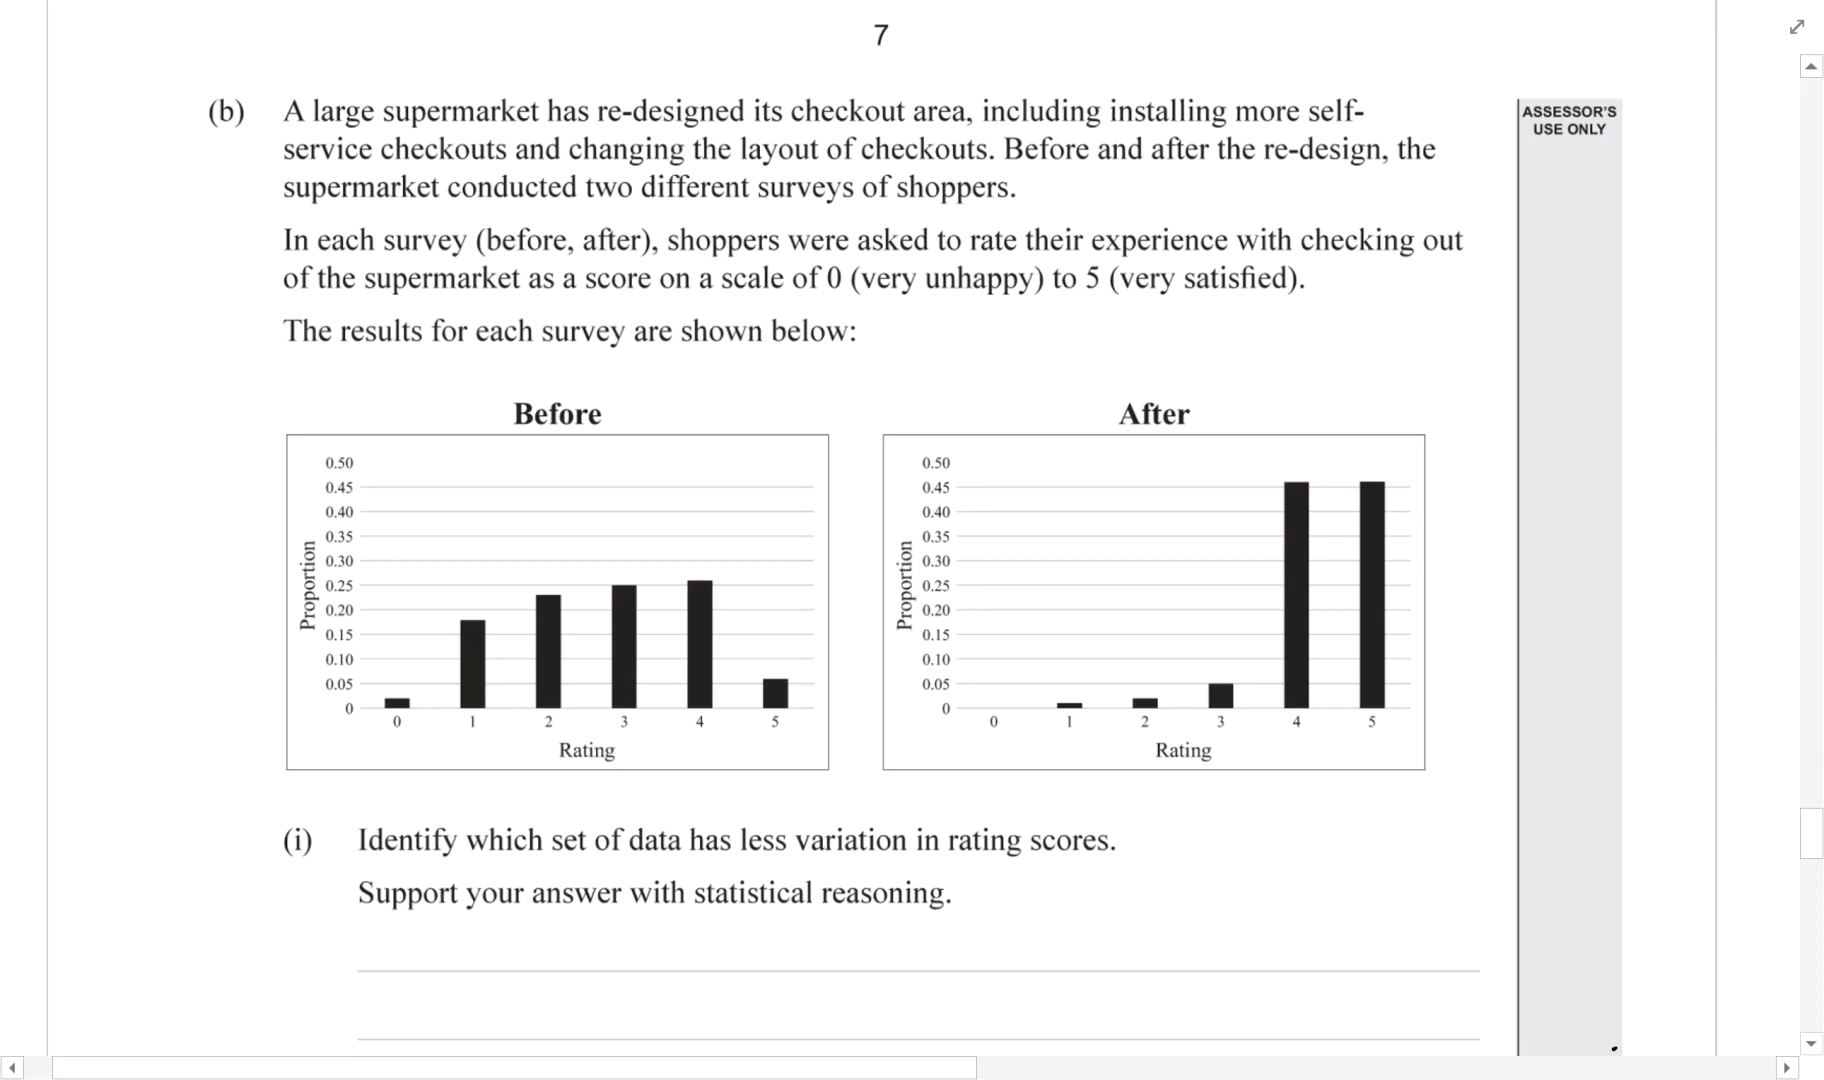 7
(b) A large supermarket has re-designed its checkout area, including installing more self-
service checkouts and changing the layout of checkouts. Before and after the re-design, the
supermarket conducted two different surveys of shoppers.
In each survey (before, after), shoppers were asked to rate their experience with checking out
of the supermarket as a score on a scale of 0 (very unhappy) to 5 (very satisfied).
The results for each survey are shown below:
ASSESSOR'S
USE ONLY
Before
0.50
0.45
0.40
0.35
0.30
0.25
0.20
0.15
0.10
0.05
0
Proportion
0 1 2 3 4 5
Rating
After
0.50
0.45
0.40
0.35
0.30
0.25
0.20
0.15
0.10
0.05
0
Proportion
0 1 2 3 4 5
Rating
(i) Identify which set of data has less variation in rating scores.
Support your answer with statistical reasoning.